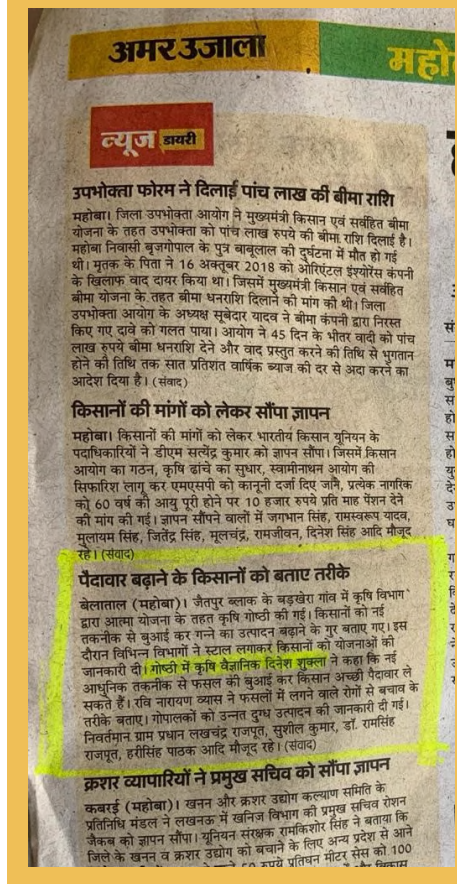 अमर उजाला
महो
न्यूज डायरी
उपभोक्ता फोरम ने दिलाई पांच लाख की बीमा राशि
महोबा। जिला उपभोक्ता आयोग ने मुख्यमंत्री किसान एवं सर्वहित बीमा
योजना के तहत उपभोक्ता को पांच लाख रुपये की बीमा राशि दिलाई है।
महोबा निवासी बृजगोपाल के पुत्र बाबूलाल की दुर्घटना में मौत हो गई
थी। मृतक के पिता ने 16 अक्तूबर 2018 को ओरिएंटल इंश्योरेंस कंपनी
के खिलाफ वाद दायर किया था। जिसमें मुख्यमंत्री किसान एवं सर्वहित
बीमा योजना के तहत बीमा धनराशि दिलाने की मांग की थी। जिला
उपभोक्ता आयोग के अध्यक्ष सूबेदार यादव ने बीमा कंपनी द्वारा निरस्त
किए गए दावे को गलत पाया। आयोग ने 45 दिन के भीतर वादी को पांच
लाख रुपये बीमा धनराशि देने और वाद प्रस्तुत करने की तिथि से भुगतान
होने की तिथि तक सात प्रतिशत वार्षिक ब्याज की दर से अदा करने का
आदेश दिया है। (संवाद)
किसानों की मांगों को लेकर सौंपा ज्ञापन
महोबा। किसानों की मांगों को लेकर भारतीय किसान यूनियन के
पदाधिकारियों ने डीएम सत्येंद्र कुमार को ज्ञापन सौंपा। जिसमें किसान
आयोग का गठन, कृषि ढांचे का सुधार, स्वामीनाथन आयोग की
सिफारिश लागू कर एमएसपी को कानूनी दर्जा दिए जाने, प्रत्येक नागरिक
को 60 वर्ष की आयु पूरी होने पर 10 हजार रुपये प्रति माह पेंशन देने
की मांग की गई। ज्ञापन सौंपने वालों में जगभान सिंह, रामस्वरूप यादव,
मुलायम सिंह, जितेंद्र सिंह, मूलचंद्र, रामजीवन, दिनेश सिंह आदि मौजूद
रहे। (संवाद)
पैदावार बढ़ाने के किसानों को बताए तरीके
बेलाताल (महोबा)। जैतपुर ब्लाक के बड़खेरा गांव में कृषि विभाग
द्वारा आत्मा योजना के तहत कृषि गोष्ठी की गई। किसानों को नई
तकनीक से बुआई कर गन्ने का उत्पादन बढ़ाने के गुर बताए गए। इस
दौरान विभिन्न विभागों ने स्टाल लगाकर किसानों को योजनाओं की
जानकारी दी। गोष्ठी में कृषि वैज्ञानिक दिनेश शुक्ला ने कहा कि नई
आधुनिक तकनीक से फसल की बुआई कर किसान अच्छी पैदावार ले
सकते हैं। रवि नारायण व्यास ने फसलों में लगने वाले रोगों से बचाव के
तरीके बताए। गोपालकों को उन्नत दुग्ध उत्पादन की जानकारी दी गई।
निवर्तमान ग्राम प्रधान लखचंद्र राजपूत, सुशील कुमार, डॉ. रामसिंह
राजपूत, हरीसिंह पाठक आदि मौजूद रहे। (संवाद)
क्रशर व्यापारियों ने प्रमुख सचिव को सौंपा ज्ञापन
कबरई (महोबा)। खनन और क्रशर उद्योग कल्याण समिति के
प्रतिनिधि मंडल ने लखनऊ में खनिज विभाग की प्रमुख सचिव रोशन
जैकब को ज्ञापन सौंपा। यूनियन संरक्षक रामकिशोर सिंह ने बताया कि
जिले के खनन व क्रशर उद्योग को बचाने के लिए अन्य प्रदेश से आने
50 रुपये प्रतिघन मीटर सेस को 100